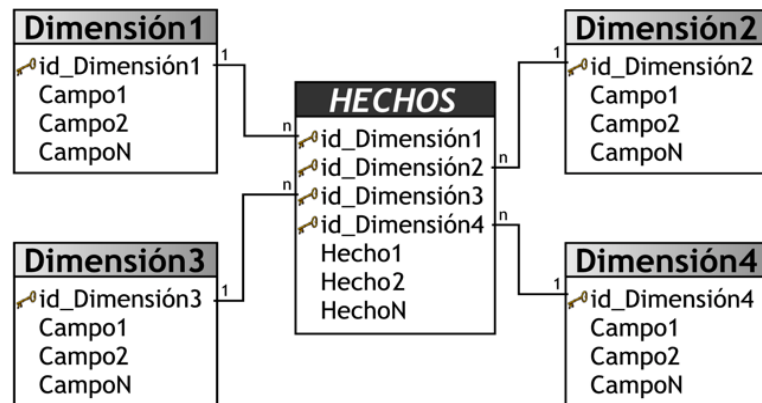 Dimensión1
id_Dimensión1
Campo1
Campo2
CampoN
1
HECHOS
id_Dimensión1
id_Dimensión2
id_Dimensión3
id_Dimensión4
Hecho1
Hecho2
HechoN
n
n
n
n
Dimensión2
id_Dimensión2
Campo1
Campo2
CampoN
1
Dimensión3
id_Dimensión3
Campo1
Campo2
CampoN
1
Dimensión4
id_Dimensión4
Campo1
Campo2
CampoN
1